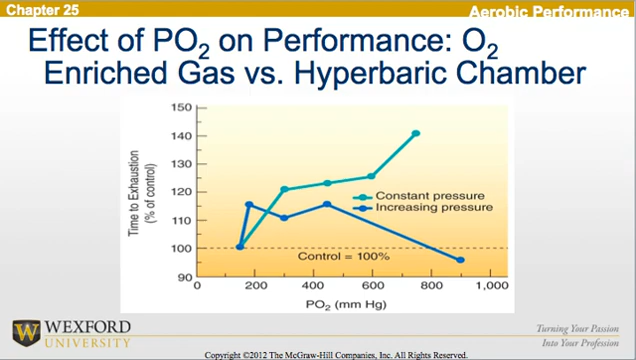 Chapter 25
Aerobic Performance
Effect of PO2 on Performance: O2
Enriched Gas vs. Hyperbaric Chamber
150
140
130
120
110
100
90
Time to Exhaustion
(% of control)
Constant pressure
Increasing pressure
Control = 100%
0
200
400
600
800
1,000
PO2 (mm Hg)
WEXFORD
UNIVERSITY
Turning Your Passion
Into Your Profession
Copyright ©2012 The McGraw-Hill Companies, Inc. All Rights Reserved.